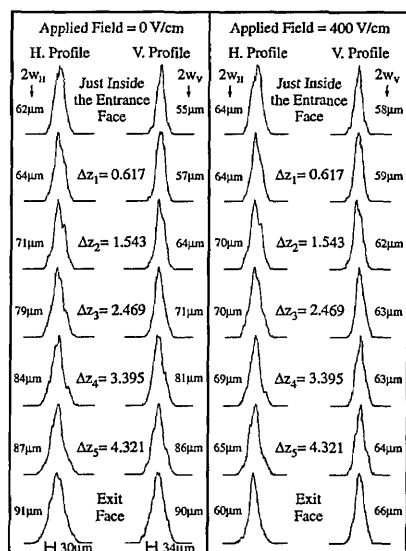 Applied Field = 0 V/cm Applied Field = 400 V/cm
H. Profile V. Profile H. Profile V. Profile
2wH Just Inside 2wV 2wH Just Inside 2wV
the Entrance the Entrance
62μm Face 55μm 64μm Face 58μm
64μm Δz1 = 0.617 57μm 64μm Δz1 = 0.617 59μm
71μm Δz2 = 1.543 64μm 70μm Δz2 = 1.543 62μm
79μm Δz3 = 2.469 71μm 70μm Δz3 = 2.469 63μm
84μm Δz4 = 3.395 81μm 69μm Δz4 = 3.395 63μm
87μm Δz5 = 4.321 86μm 65μm Δz5 = 4.321 64μm
Exit Exit
91μm Face 90μm 60μm Face 66μm
30μm 34μm